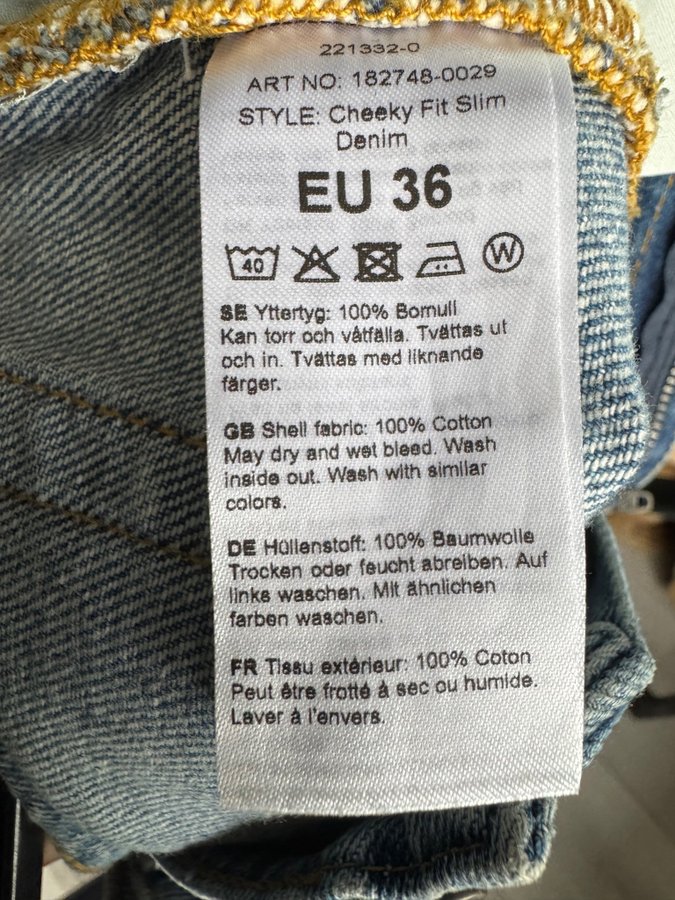 221332-0
ART NO: 182748-0029
STYLE: Cheeky Fit Slim
Denim
EU 36
40
W
SE Yttertyg: 100% Bomull
Kan torr och våtfälla. Tvättas ut
och in. Tvättas med liknande
färger.
GB Shell fabric: 100% Cotton
May dry and wet bleed. Wash
inside out. Wash with similar
colors.
DE Hüllenstoff: 100% Baumwolle
Trocken oder feucht abreiben. Auf
links waschen. Mit ähnlichen
farben waschen.
FR Tissu extérieur: 100% Coton
Peut être frotté à sec ou humide.
Laver à l'envers.